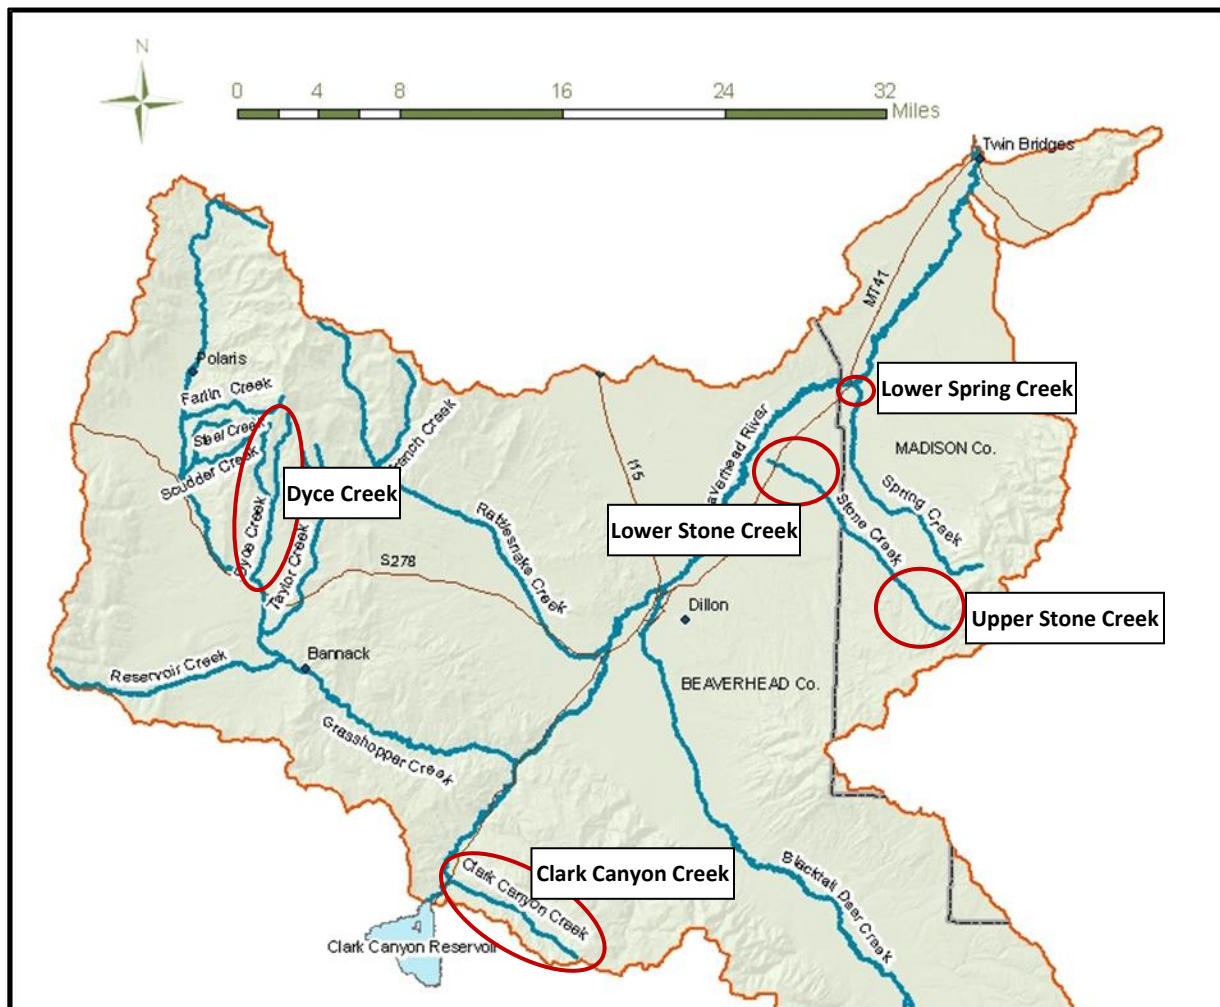 N
0 4 8 16 24 32
Miles
Twin Bridges
MT41
Polaris
Farlin Creek
Steel Creek
Scudder Creek
Dyce Creek
Dyce Creek
Taylor Creek
Creek
Rattlesnake Creek
I15
S278
River
Lower Spring Creek
MADISON Co.
Spring Creek
Lower Stone Creek
Stone Creek
Upper Stone Creek
Dillon
BEAVERHEAD Co.
Reservoir Creek
Bannack
Grasshopper Creek
Clark Canyon Creek
Clark Canyon Creek
Blacktail Deer Creek
Clark Canyon Reservoir